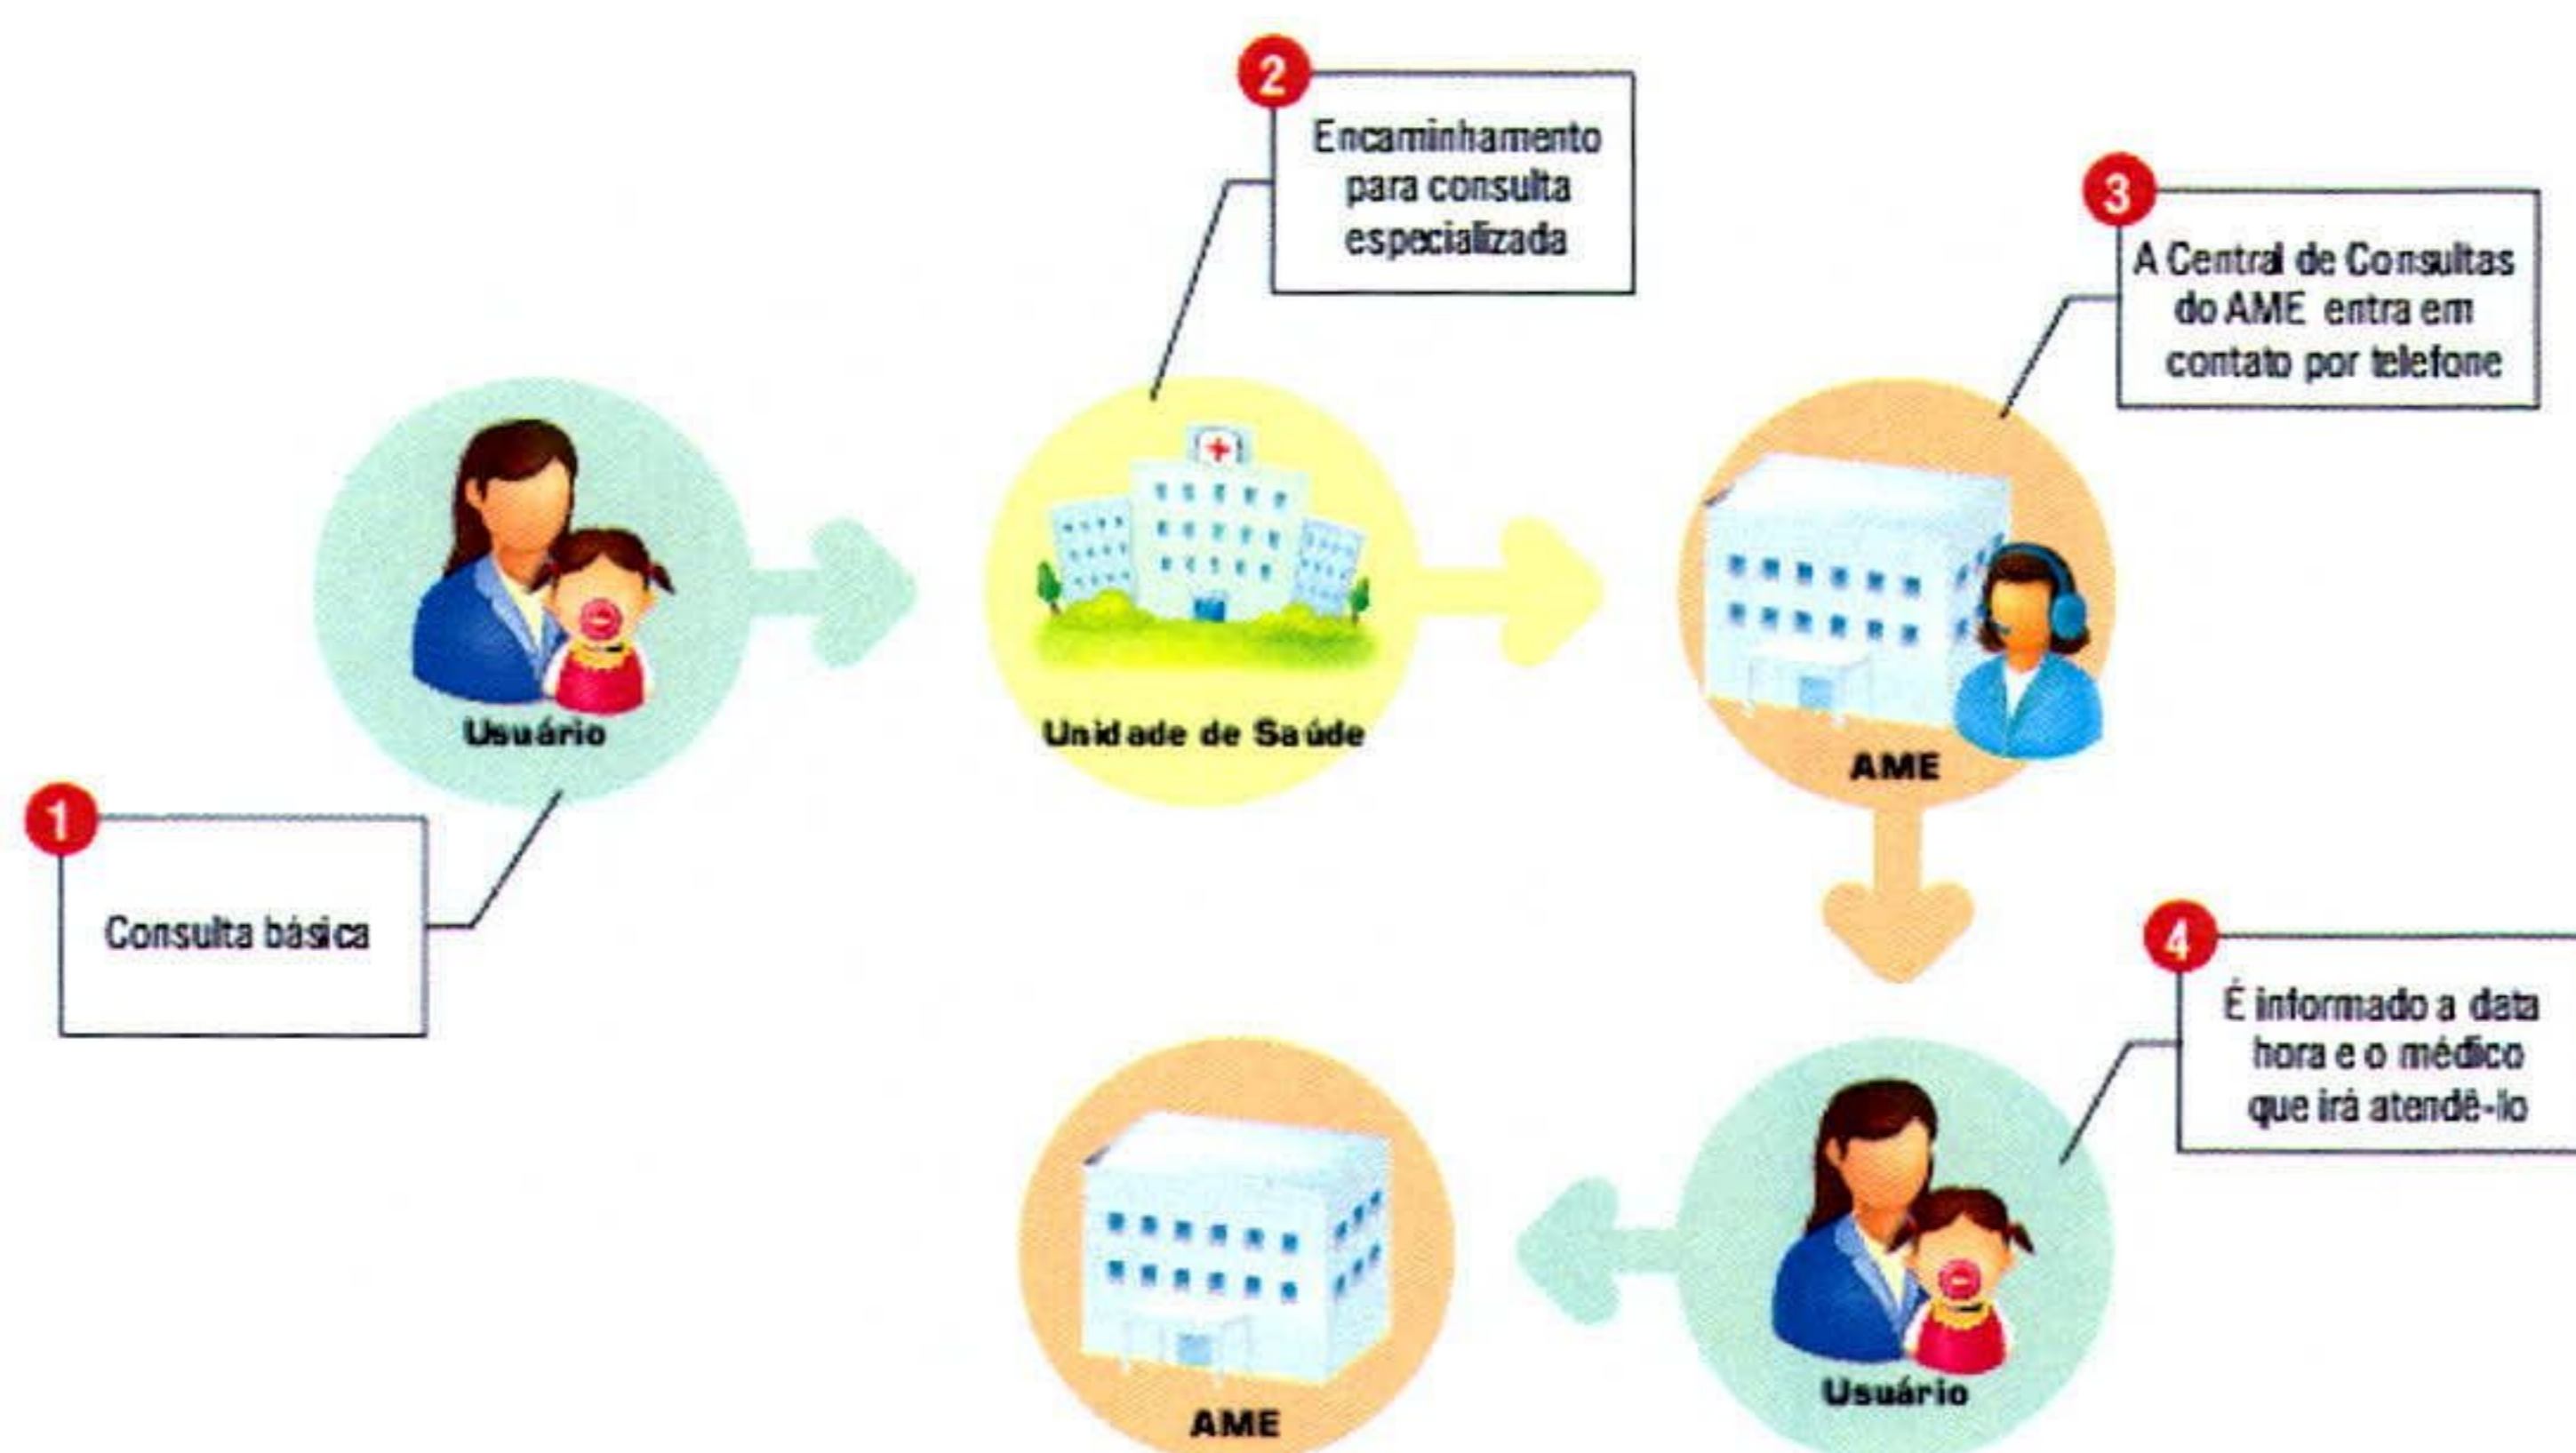 2
Encaminhamento
para consulta
especializada
3
A Central de Consultas
do AME entra em
contato por telefone
Usuário
Unidade de Saúde
AME
1
Consulta básica
4
É informado a data
hora e o médico
que irá atendê-lo
Usuário
AME